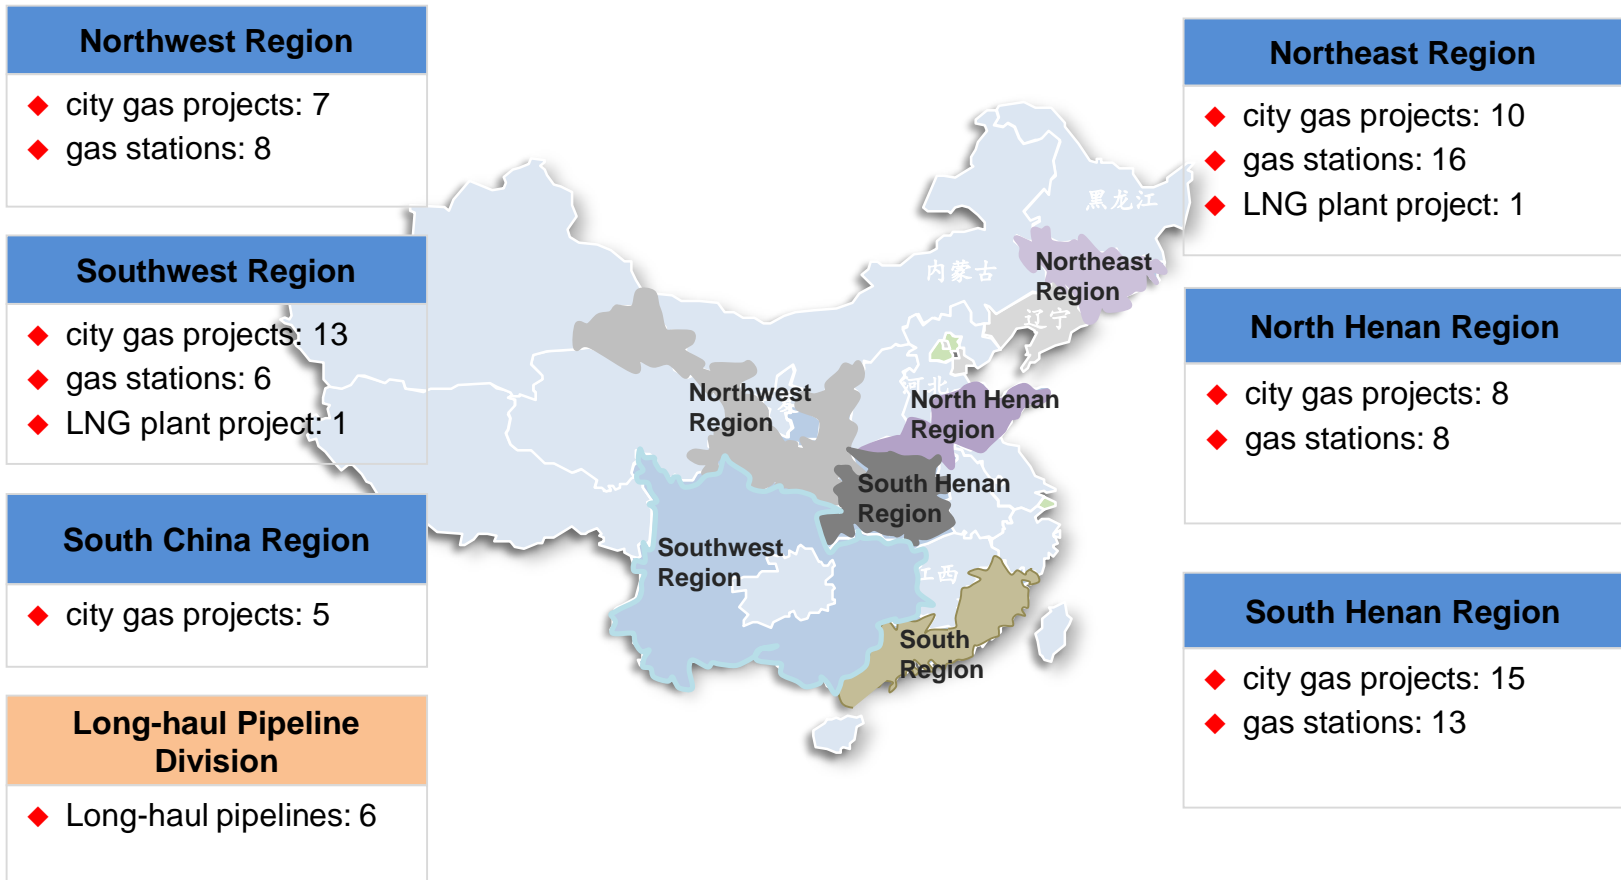 Northwest Region
city gas projects: 7
gas stations: 8
Southwest Region
city gas projects: 13
gas stations: 6
LNG plant project: 1
South China Region
city gas projects: 5
Long-haul Pipeline
Division
Long-haul pipelines: 6
黑龙江
内蒙古
Northeast
Region
辽宁
河北
Northwest
Region
North Henan
Region
South Henan
Region
Southwest
Region
江西
South
Region
Northeast Region
city gas projects: 10
gas stations: 16
LNG plant project: 1
North Henan Region
city gas projects: 8
gas stations: 8
South Henan Region
city gas projects: 15
gas stations: 13